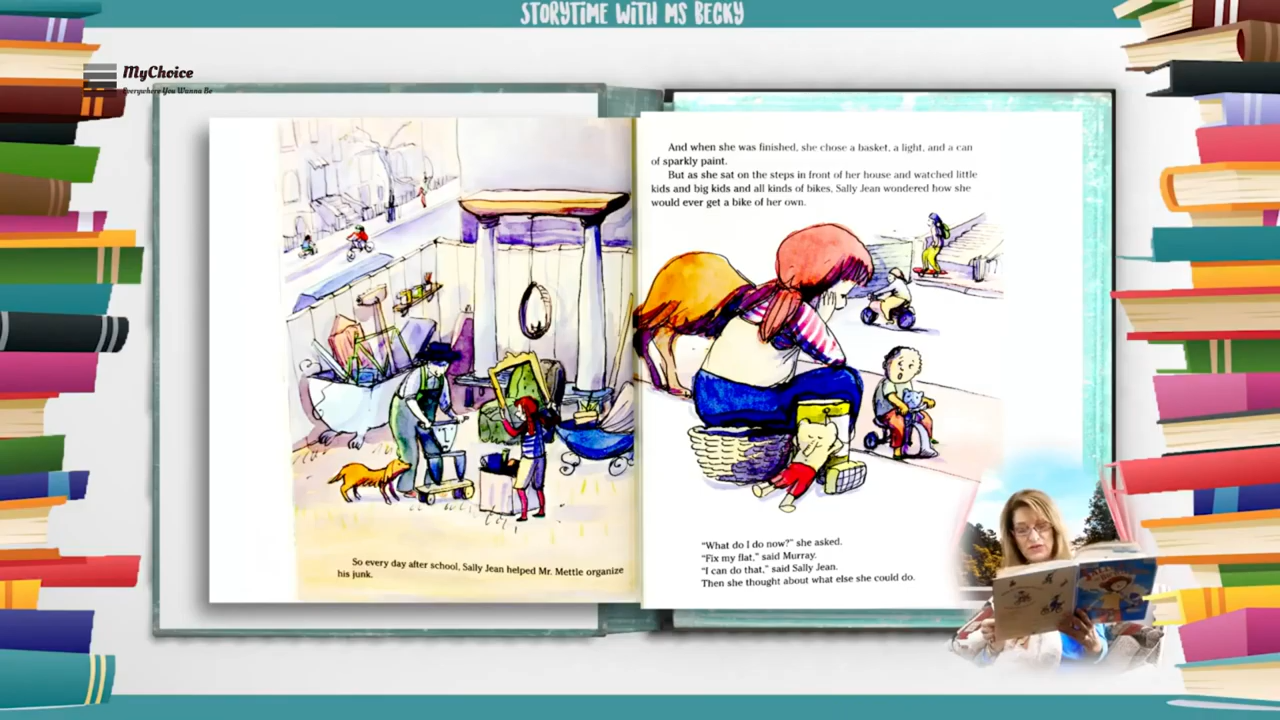 STORYTIME WITH MS BECKY
MyChoice
Everywhere You Wanna Be
So every day after school, Sally Jean helped Mr. Mettle organize
his junk.
And when she was finished, she chose a basket, a light, and a can
of sparkly paint.
But as she sat on the steps in front of her house and watched little
kids and big kids and all kinds of bikes, Sally Jean wondered how she
would ever get a bike of her own.
"What do I do now?" she asked.
"Fix my flat," said Murray.
"I can do that," said Sally Jean.
Then she thought about what else she could do.